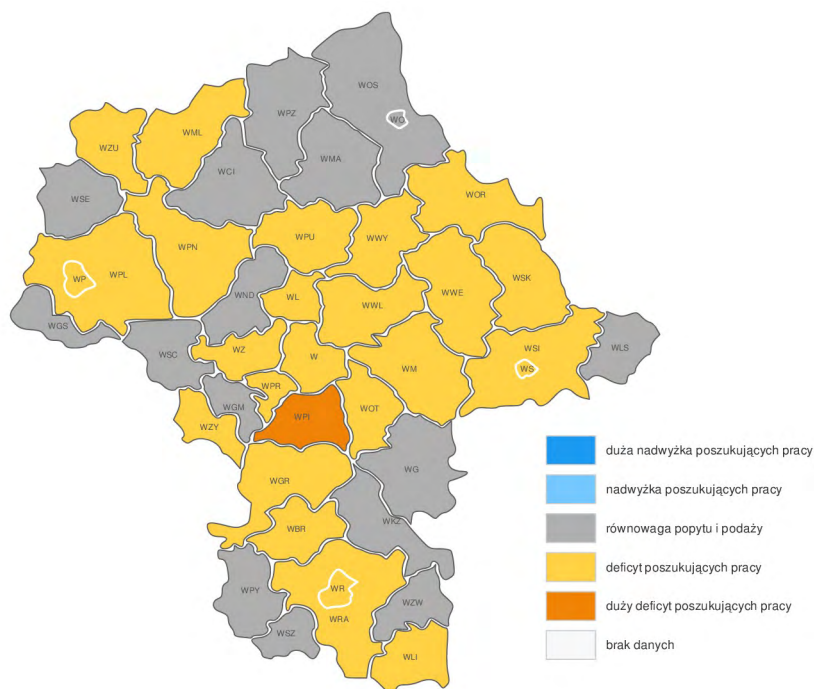 WOS
WPZ
WO
WML
WZU
WMA
WCI
WOR
WSE
WPU
WWY
WPN
WSK
WPL
WP
WWE
WND
WL
WWL
WGS
WSI
WLS
WSC
WZ
W
WM
WS
WPR
WGM
WOT
WPI
WZY
WG
WGR
WKZ
WBR
WPY
WR
WZW
WRA
WSZ
WLI
duża nadwyżka poszukujących pracy
nadwyżka poszukujących pracy
równowaga popytu i podaży
deficyt poszukujących pracy
duży deficyt poszukujących pracy
brak danych